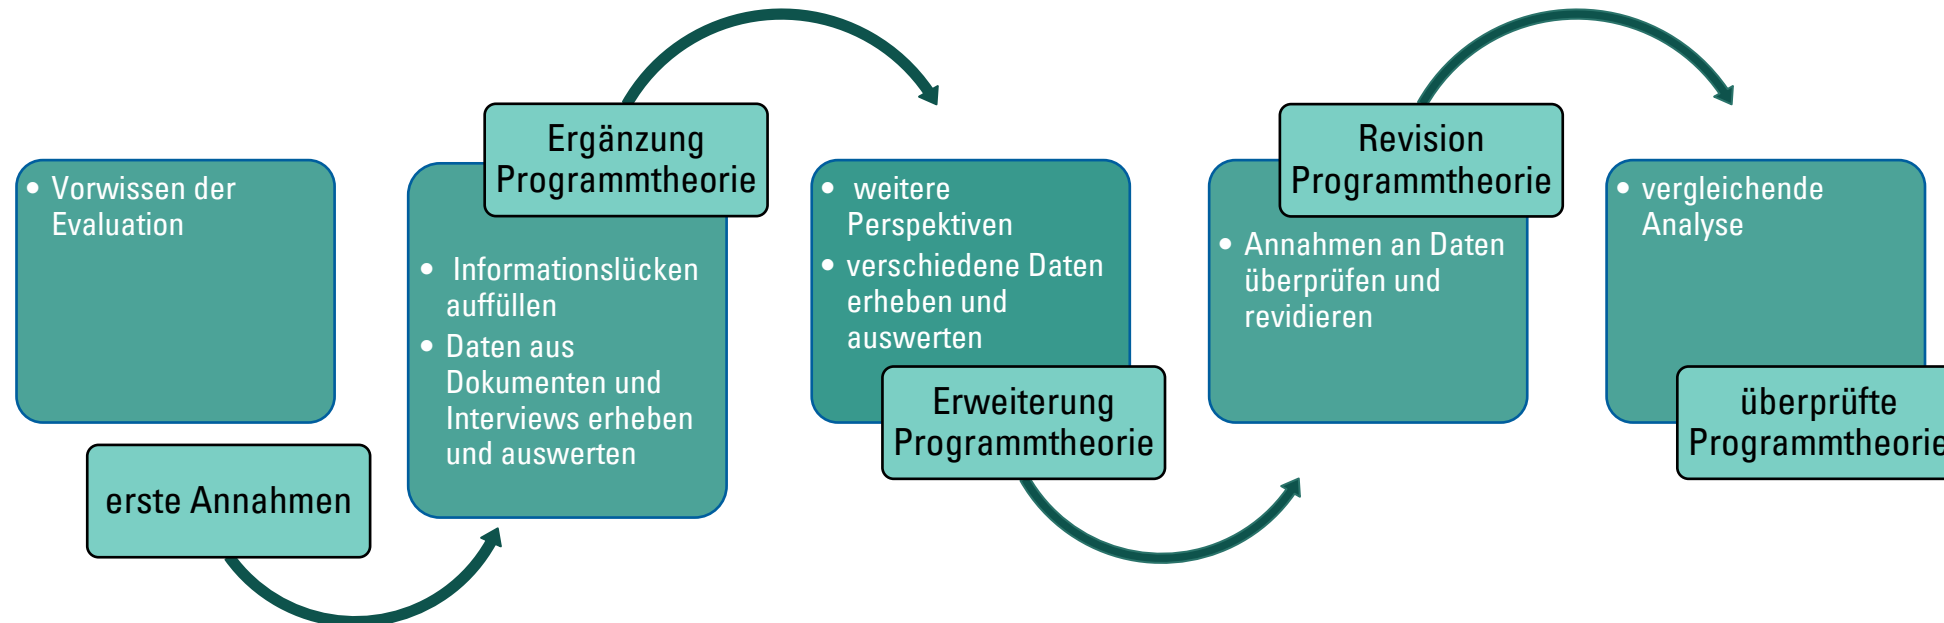 • Vorwissen der
Evaluation
erste Annahmen
Ergänzung
Programmtheorie
• Informationslücken
auffüllen
• Daten aus
Dokumenten und
Interviews erheben
und auswerten
• weitere
Perspektiven
• verschiedene Daten
erheben und
auswerten
Erweiterung
Programmtheorie
Revision
Programmtheorie
• Annahmen an Daten
überprüfen und
revidieren
• vergleichende
Analyse
überprüfte
Programmtheorie